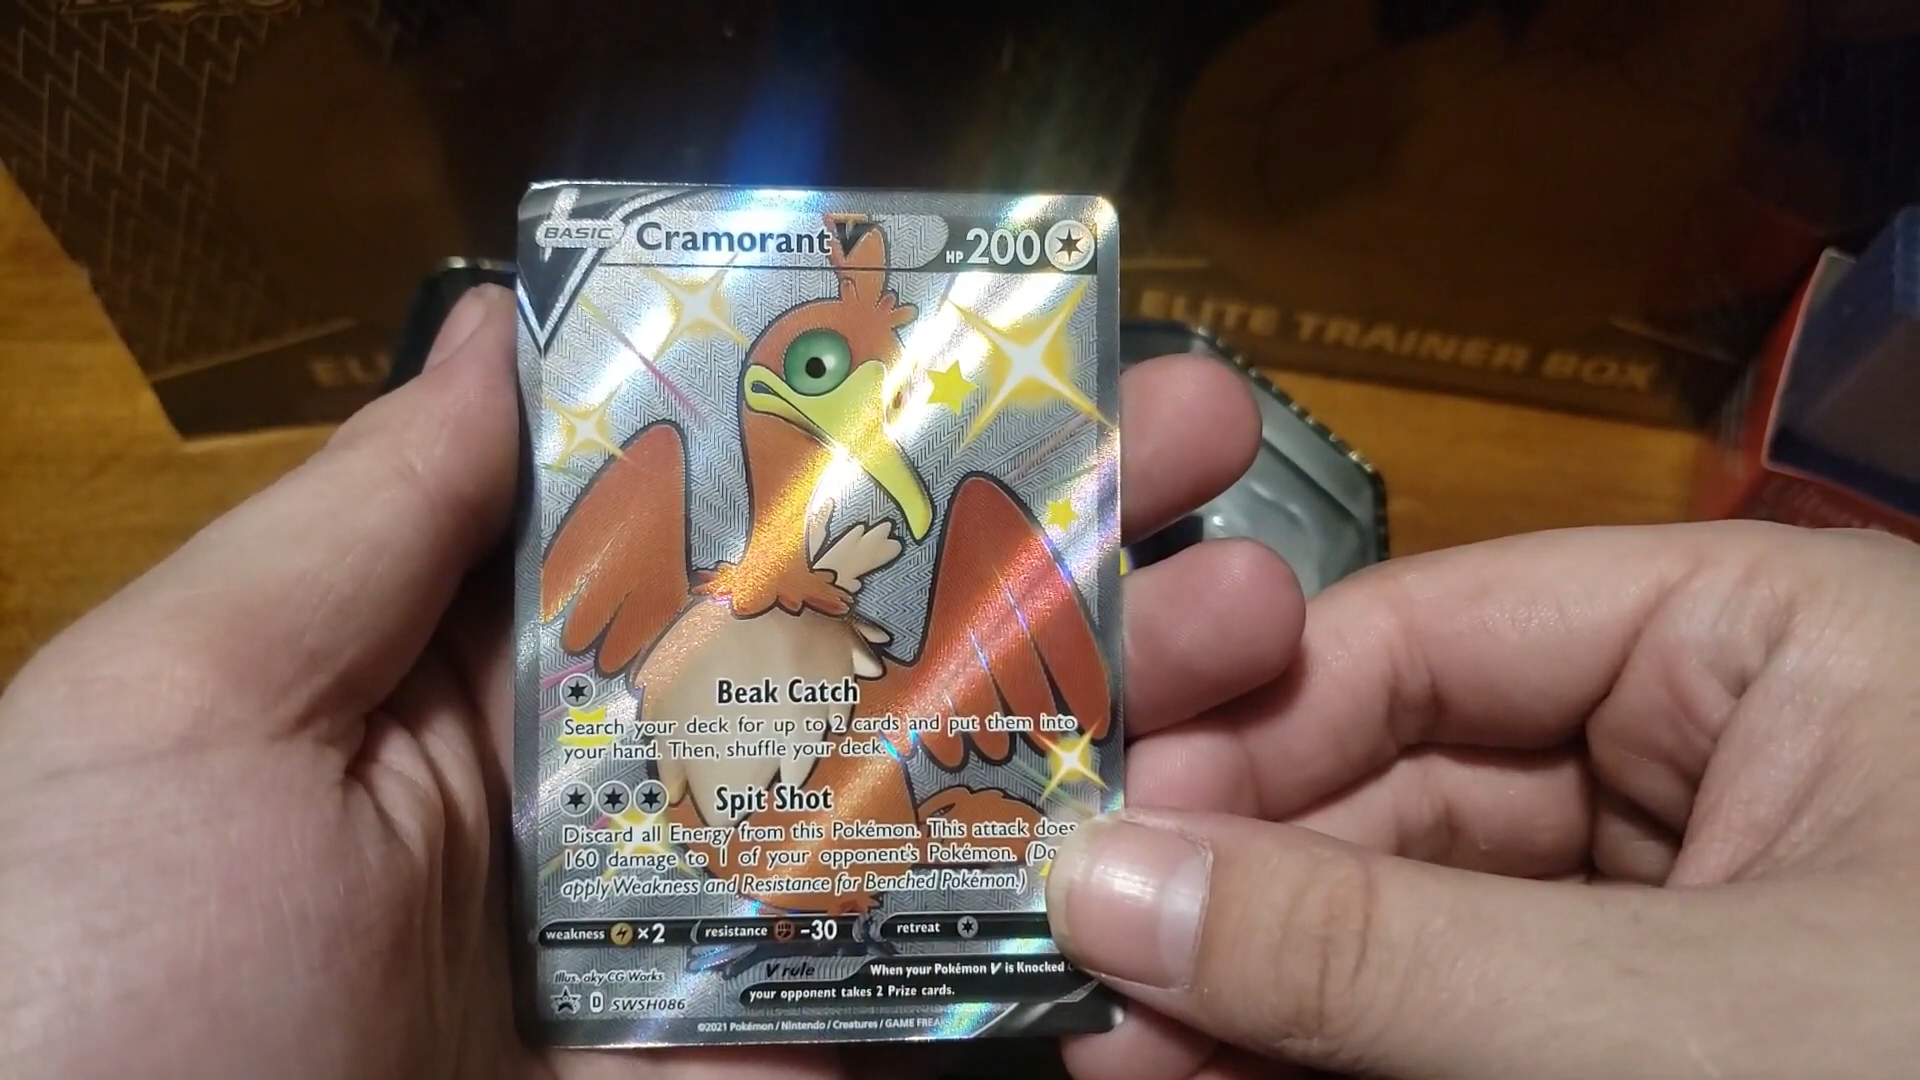 BASIC Cramorant V HP 200
ELITE TRAINER BOX
Beak Catch
Search your deck for up to 2 cards and put them into
your hand. Then, shuffle your deck.
Spit Shot
Discard all Energy from this Pokémon. This attack does
160 damage to 1 of your opponent's Pokémon. (Do
apply Weakness and Resistance for Benched Pokémon.)
weakness ×2 resistance -30 retreat
Illus. aky CG Works
V rule When your Pokémon V is Knocked
your opponent takes 2 Prize cards.
D SWSH086
©2021 Pokémon / Nintendo / Creatures / GAME FREA